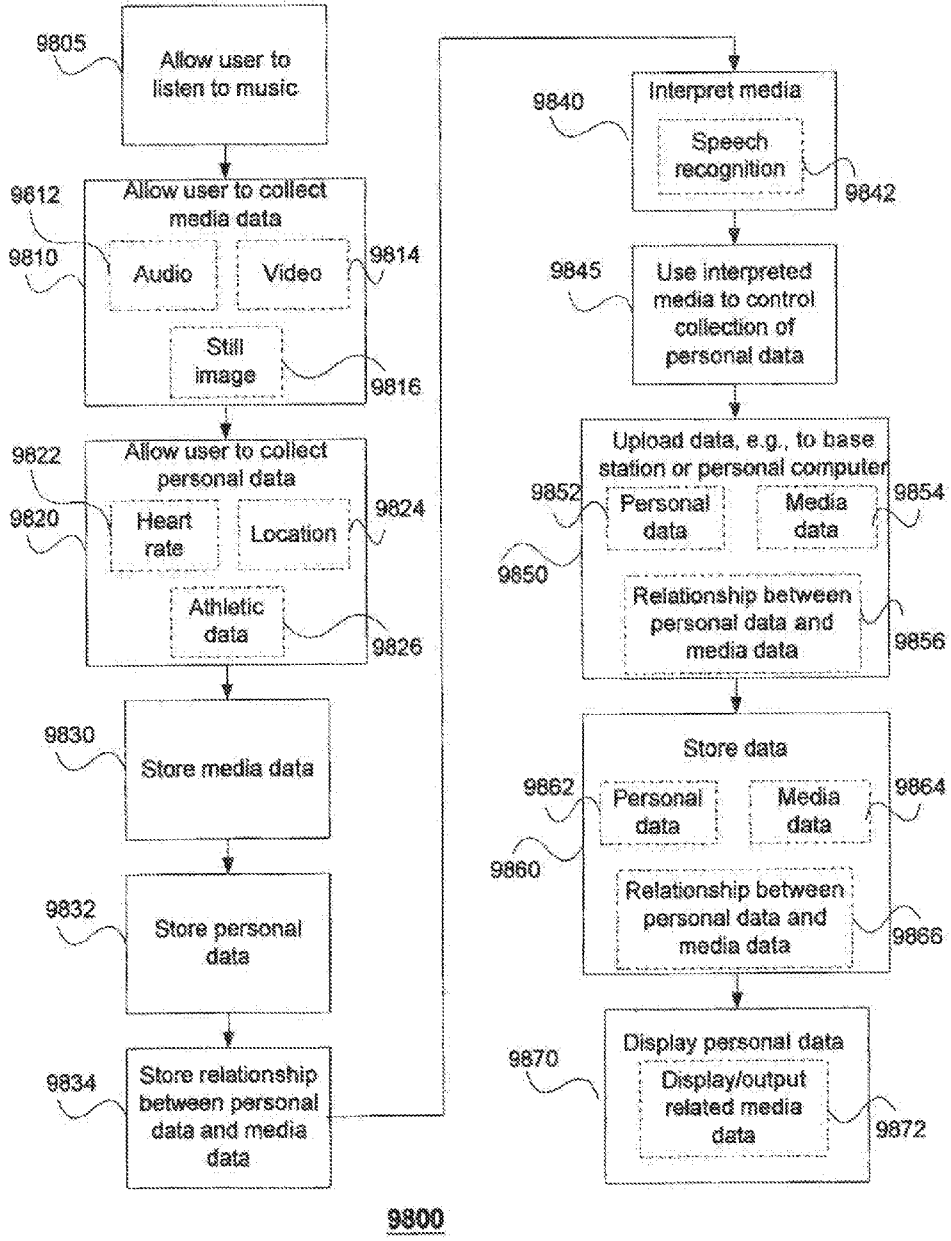 9805
Allow user to
listen to music
9612
Allow user to collect
media data
9810
Audio
Video
9814
Still
image
9816
9822
Allow user to collect
personal data
9820
Heart
rate
Location
9824
Athletic
data
9826
9830
Store media data
9832
Store personal
data
9834
Store relationship
between personal
data and media
data
9840
Interpret media
Speech
recognition
9842
9845
Use interpreted
media to control
collection of
personal data
Upload data, e.g., to base
station or personal computer
9852
Personal
data
Media
data
9854
9850
Relationship between
personal data and
media data
9856
Store data
9862
Personal
data
Media
data
9864
9860
Relationship between
personal data and
media data
9866
9870
Display personal data
Display/output
related media
data
9872
9800